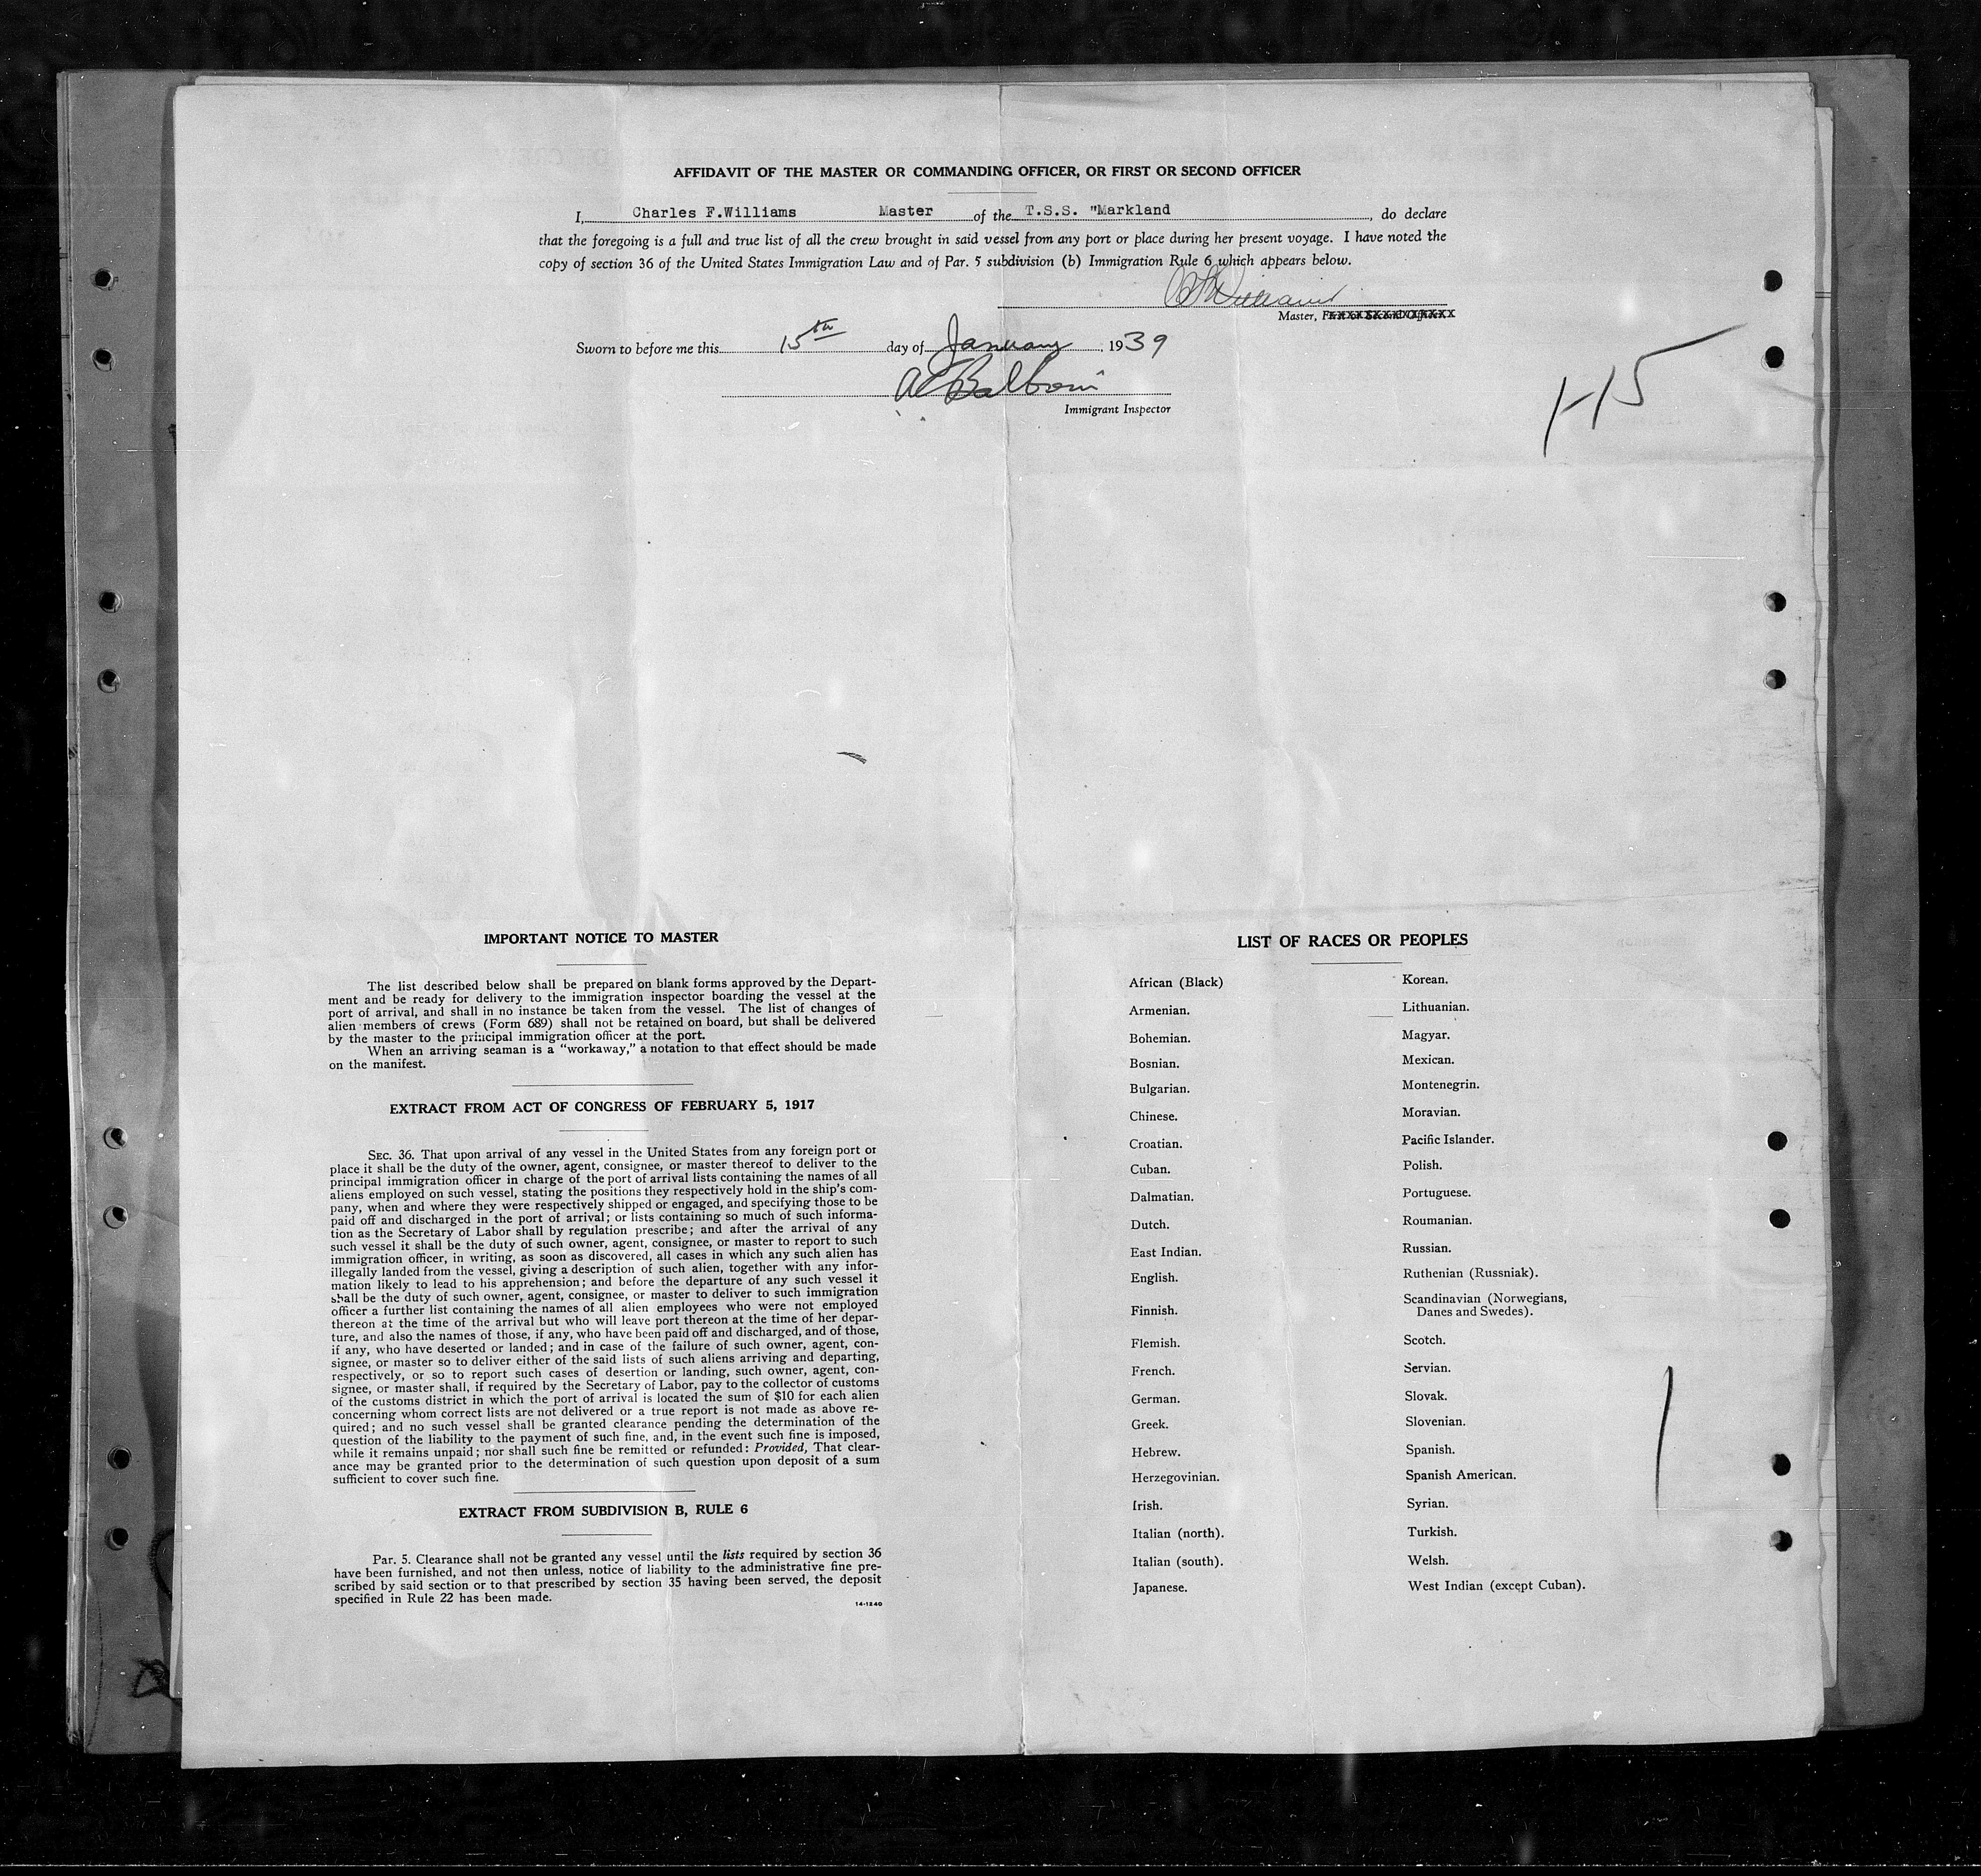 AFFIDAVIT OF THE MASTER OR COMMANDING OFFICER, OR FIRST OR SECOND OFFICER
I, Charles F.Williams Master of the T.S.S. "Markland , do declare
that the foregoing is a full and true list of all the crew brought in said vessel from any port or place during her present voyage. I have noted the
copy of section 36 of the United States Immigration Law and of Par. 5 subdivision (b) Immigration Rule 6 which appears below.
Williams
Master, First or Second Officer.
Sworn to before me this 15th day of January, 1939
Immigrant Inspector
1-15
IMPORTANT NOTICE TO MASTER
The list described below shall be prepared on blank forms approved by the Depart-
ment and be ready for delivery to the immigration inspector boarding the vessel at the
port of arrival, and shall in no instance be taken from the vessel. The list of changes of
alien members of crews (Form 689) shall not be retained on board, but shall be delivered
by the master to the principal immigration officer at the port.
When an arriving seaman is a "workaway," a notation to that effect should be made
on the manifest.
EXTRACT FROM ACT OF CONGRESS OF FEBRUARY 5, 1917
SEC. 36. That upon arrival of any vessel in the United States from any foreign port or
place it shall be the duty of the owner, agent, consignee, or master thereof to deliver to the
principal immigration officer in charge of the port of arrival lists containing the names of all
aliens employed on such vessel, stating the positions they respectively hold in the ship's com-
pany, when and where they were respectively shipped or engaged, and specifying those to be
paid off and discharged in the port of arrival; or lists containing so much of such informa-
tion as the Secretary of Labor shall by regulation prescribe; and after the arrival of any
such vessel it shall be the duty of such owner, agent, consignee, or master to report to such
immigration officer, in writing, as soon as discovered, all cases in which any such alien has
illegally landed from the vessel, giving a description of such alien, together with any infor-
mation likely to lead to his apprehension; and before the departure of any such vessel it
shall be the duty of such owner, agent, consignee, or master to deliver to such immigration
officer a further list containing the names of all alien employees who were not employed
thereon at the time of the arrival but who will leave port thereon at the time of her depar-
ture, and also the names of those, if any, who have been paid off and discharged, and of those,
if any, who have deserted or landed; and in case of the failure of such owner, agent, con-
signee, or master so to deliver either of the said lists of such aliens arriving and departing,
respectively, or so to report such cases of desertion or landing, such owner, agent, con-
signee, or master shall, if required by the Secretary of Labor, pay to the collector of customs
of the customs district in which the port of arrival is located the sum of $10 for each alien
concerning whom correct lists are not delivered or a true report is not made as above re-
quired; and no such vessel shall be granted clearance pending the determination of the
question of the liability to the payment of such fine, and, in the event such fine is imposed,
while it remains unpaid; nor shall such fine be remitted or refunded: Provided, That clear-
ance may be granted prior to the determination of such question upon deposit of a sum
sufficient to cover such fine.
EXTRACT FROM SUBDIVISION B, RULE 6
Par. 5. Clearance shall not be granted any vessel until the lists required by section 36
have been furnished, and not then unless, notice of liability to the administrative fine pre-
scribed by said section or to that prescribed by section 35 having been served, the deposit
specified in Rule 22 has been made.
14-1240
LIST OF RACES OR PEOPLES
African (Black)
Armenian.
Bohemian.
Bosnian.
Bulgarian.
Chinese.
Croatian.
Cuban.
Dalmatian.
Dutch.
East Indian.
English.
Finnish.
Flemish.
French.
German.
Greek.
Hebrew.
Herzegovinian.
Irish.
Italian (north).
Italian (south).
Japanese.
Korean.
Lithuanian.
Magyar.
Mexican.
Montenegrin.
Moravian.
Pacific Islander.
Polish.
Portuguese.
Roumanian.
Russian.
Ruthenian (Russniak).
Scandinavian (Norwegians,
Danes and Swedes).
Scotch.
Servian.
Slovak.
Slovenian.
Spanish.
Spanish American.
Syrian.
Turkish.
Welsh.
West Indian (except Cuban).